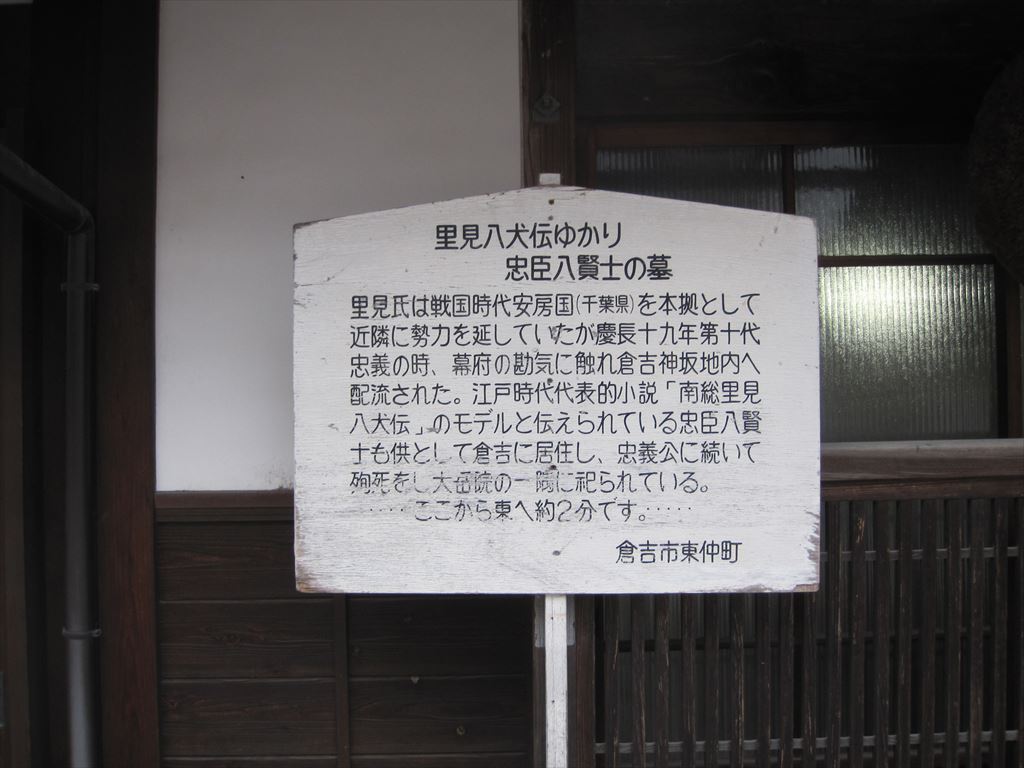 里見八犬伝ゆかり
忠臣八賢士の墓
里見氏は戦国時代安房国(千葉県)を本拠として
近隣に勢力を延していたが慶長十九年第十代
忠義の時、幕府の勘気に触れ倉吉神坂地内へ
配流された。江戸時代代表的小説「南総里見
八犬伝」のモデルと伝えられている忠臣八賢
士も供として倉吉に居住し、忠義公に続いて
殉死をし大岳院の一隅に祀られている。
‥‥‥ここから東へ約2分です。‥‥‥
倉吉市東仲町